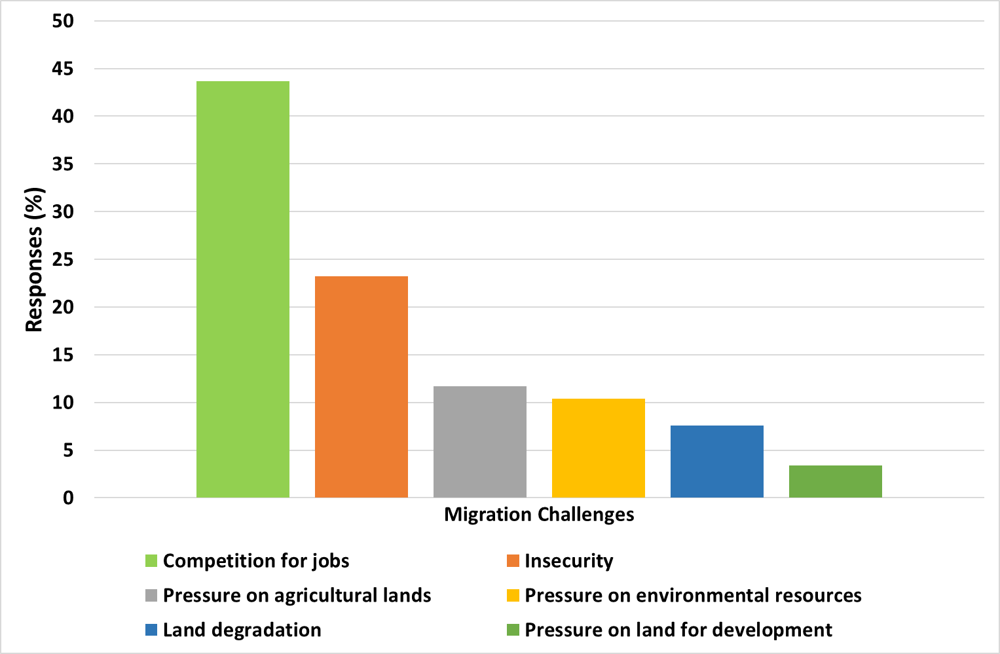 50
45
40
35
30
25
20
15
10
5
0
Responses (%)
Migration Challenges
Competition for jobs
Insecurity
Pressure on agricultural lands
Pressure on environmental resources
Land degradation
Pressure on land for development